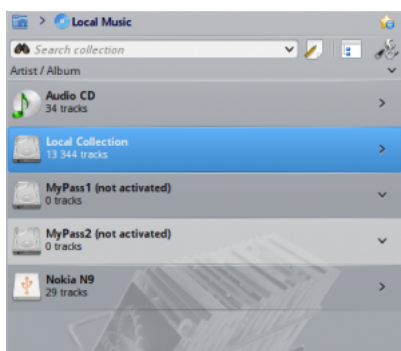 > Local Music
Search collection
Artist / Album
Audio CD
34 tracks
Local Collection
13 344 tracks
MyPass1 (not activated)
0 tracks
MyPass2 (not activated)
0 tracks
Nokia N9
29 tracks